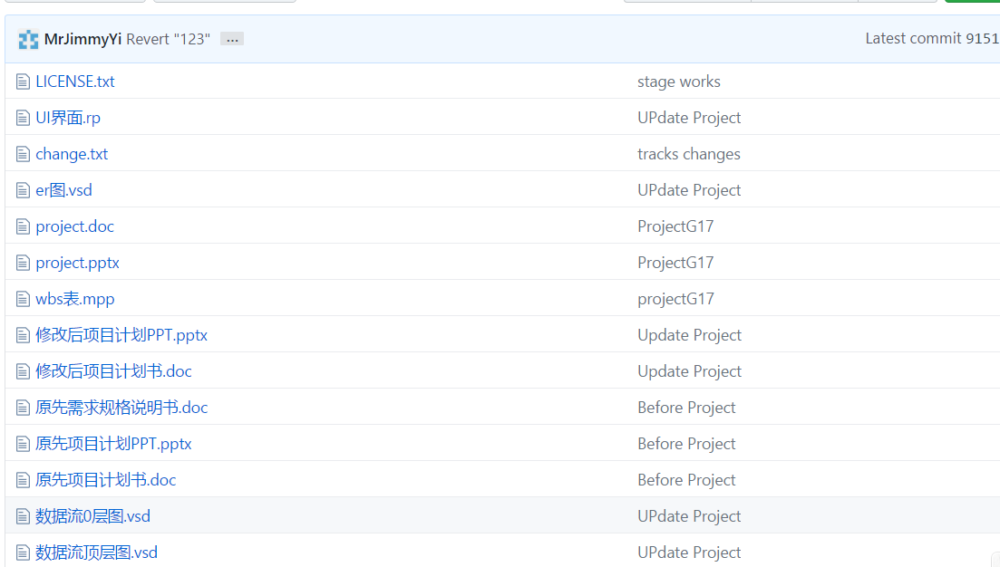 MrJimmyYi Revert "123" ... Latest commit 9151
LICENSE.txt stage works
UI界面.rp UPdate Project
change.txt tracks changes
er图.vsd UPdate Project
project.doc ProjectG17
project.pptx ProjectG17
wbs表.mpp projectG17
修改后项目计划PPT.pptx Update Project
修改后项目计划书.doc Update Project
原先需求规格说明书.doc Before Project
原先项目计划PPT.pptx Before Project
原先项目计划书.doc Before Project
数据流0层图.vsd UPdate Project
数据流顶层图.vsd UPdate Project